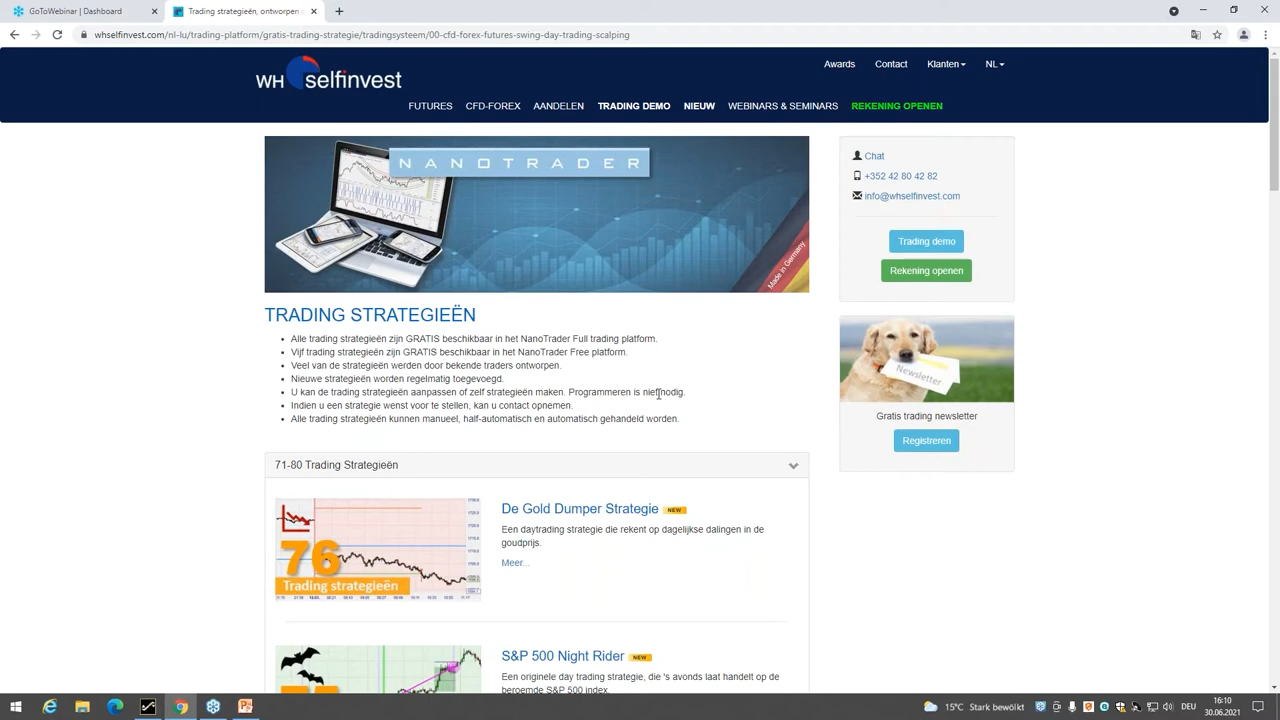 GoToWebinar | Dashboard
Trading strategieën, ontworpen
whselfinvest.com/nl-lu/trading-platform/gratis-trading-strategie/tradingsysteem/00-cfd-forex-futures-swing-day-trading-scalping
WH selfinvest
Awards Contact Klanten NL
FUTURES CFD-FOREX AANDELEN TRADING DEMO NIEUW WEBINARS & SEMINARS REKENING OPENEN
NANOTRADER
Made in Germany
TRADING STRATEGIEËN
Alle trading strategieën zijn GRATIS beschikbaar in het NanoTrader Full trading platform.
Vijf trading strategieën zijn GRATIS beschikbaar in het NanoTrader Free platform.
Veel van de strategieën werden door bekende traders ontworpen.
Nieuwe strategieën worden regelmatig toegevoegd.
U kan de trading strategieën aanpassen of zelf strategieën maken. Programmeren is niet nodig.
Indien u een strategie wenst voor te stellen, kan u contact opnemen.
Alle trading strategieën kunnen manueel, half-automatisch en automatisch gehandeld worden.
Chat
+352 42 80 42 82
info@whselfinvest.com
Trading demo
Rekening openen
Newsletter
Gratis trading newsletter
Registreren
71-80 Trading Strategieën
76
Trading strategieën
De Gold Dumper Strategie NEW
Een daytrading strategie die rekent op dagelijkse dalingen in de
goudprijs.
Meer...
S&P 500 Night Rider NEW
Een originele day trading strategie, die 's avonds laat handelt op de
beroemde S&P 500 index.
15°C Stark bewölkt
DEU
16:10
30.06.2021